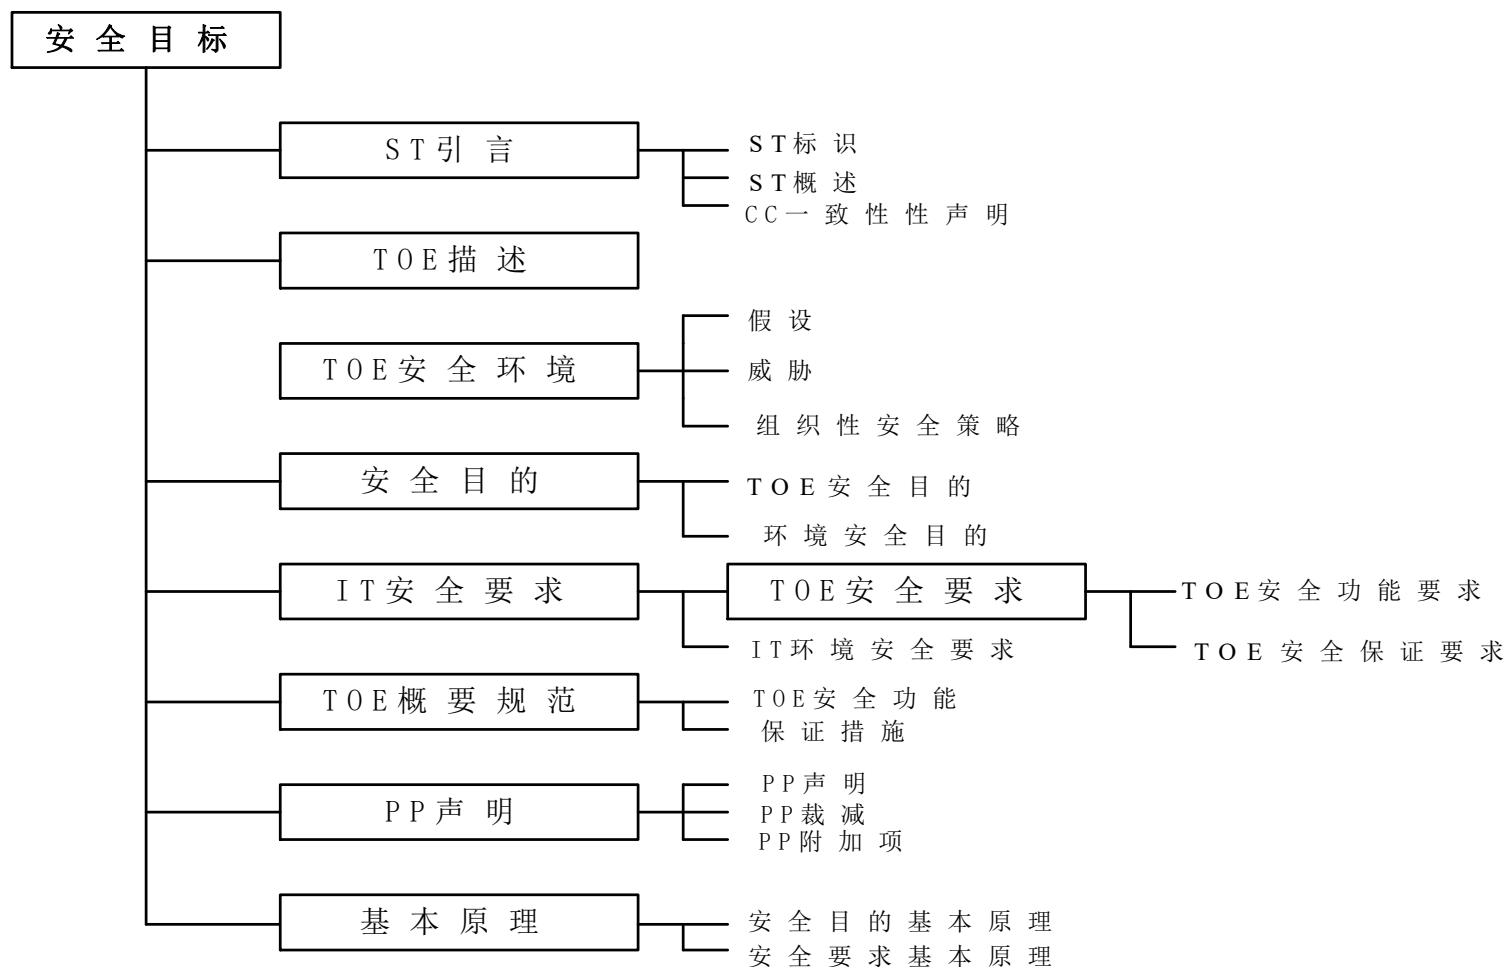 安全目标
ST引言
ST标识
ST概述
CC一致性性声明
TOE描述
TOE安全环境
假设
威胁
组织性安全策略
安全目的
TOE安全目的
环境安全目的
IT安全要求
TOE安全要求
TOE安全功能要求
TOE安全保证要求
IT环境安全要求
TOE概要规范
TOE安全功能
保证措施
PP声明
PP声明
PP裁减
PP附加项
基本原理
安全目的基本原理
安全要求基本原理